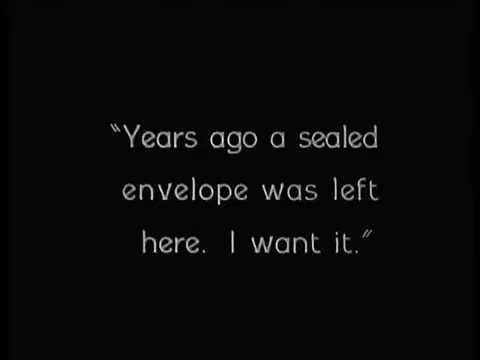 "Years ago a sealed
envelope was left
here. I want it."